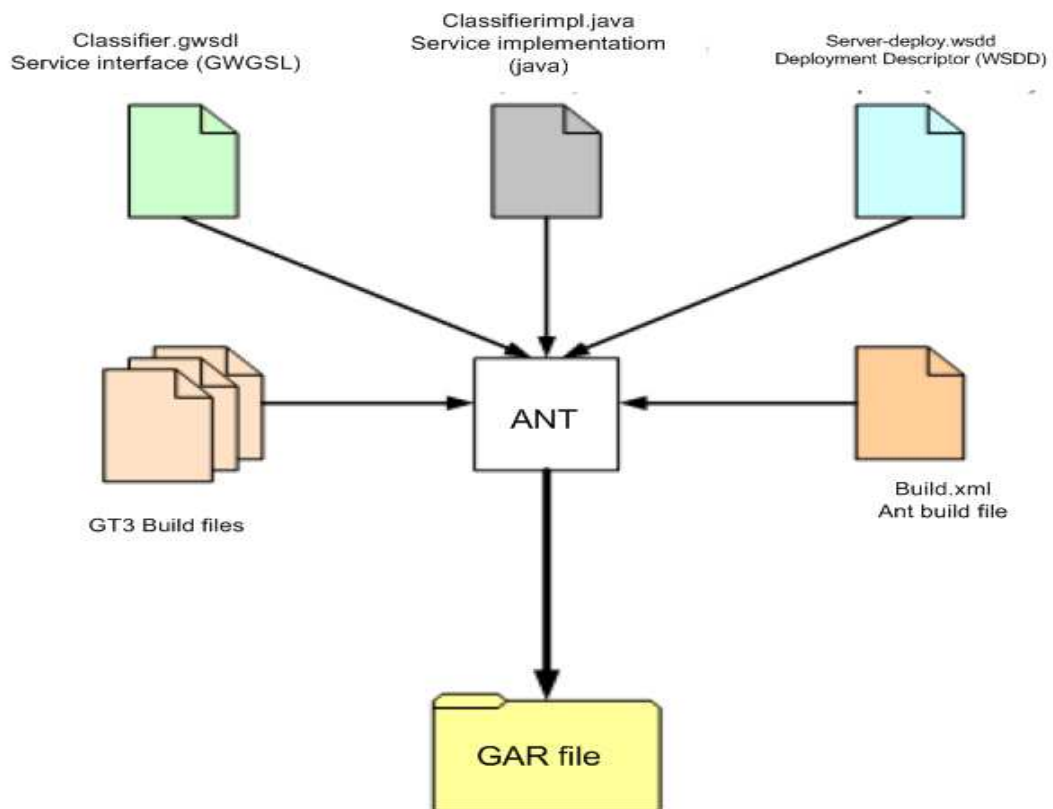 Classifier.gwsdl
Service interface (GWGSL)
Classifierimpl.java
Service implementatiom
(java)
Server-deploy.wsdd
Deployment Descriptor (WSDD)
ANT
GT3 Build files
Build.xml
Ant build file
GAR file